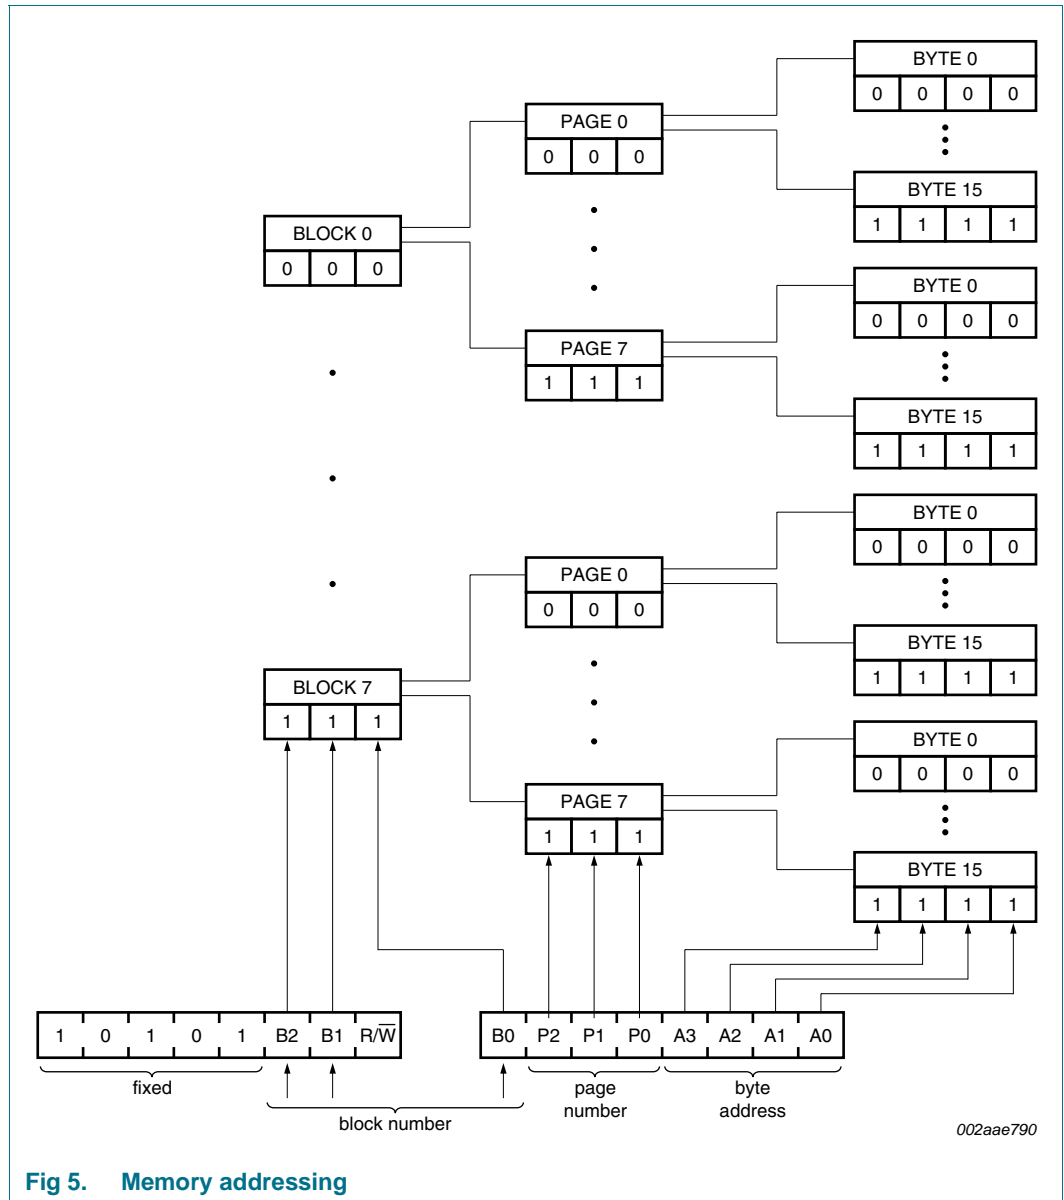 BYTE 0
0 0 0 0
PAGE 0
0 0 0
BYTE 15
1 1 1 1
BLOCK 0
0 0 0
BYTE 0
0 0 0 0
PAGE 7
1 1 1
BYTE 15
1 1 1 1
BYTE 0
0 0 0 0
PAGE 0
0 0 0
BYTE 15
1 1 1 1
BLOCK 7
1 1 1
BYTE 0
0 0 0 0
PAGE 7
1 1 1
BYTE 15
1 1 1 1
1 0 1 0 1 B2 B1 R/W̅ B0 P2 P1 P0 A3 A2 A1 A0
fixed
block number
page
number
byte
address
002aae790
Fig 5. Memory addressing